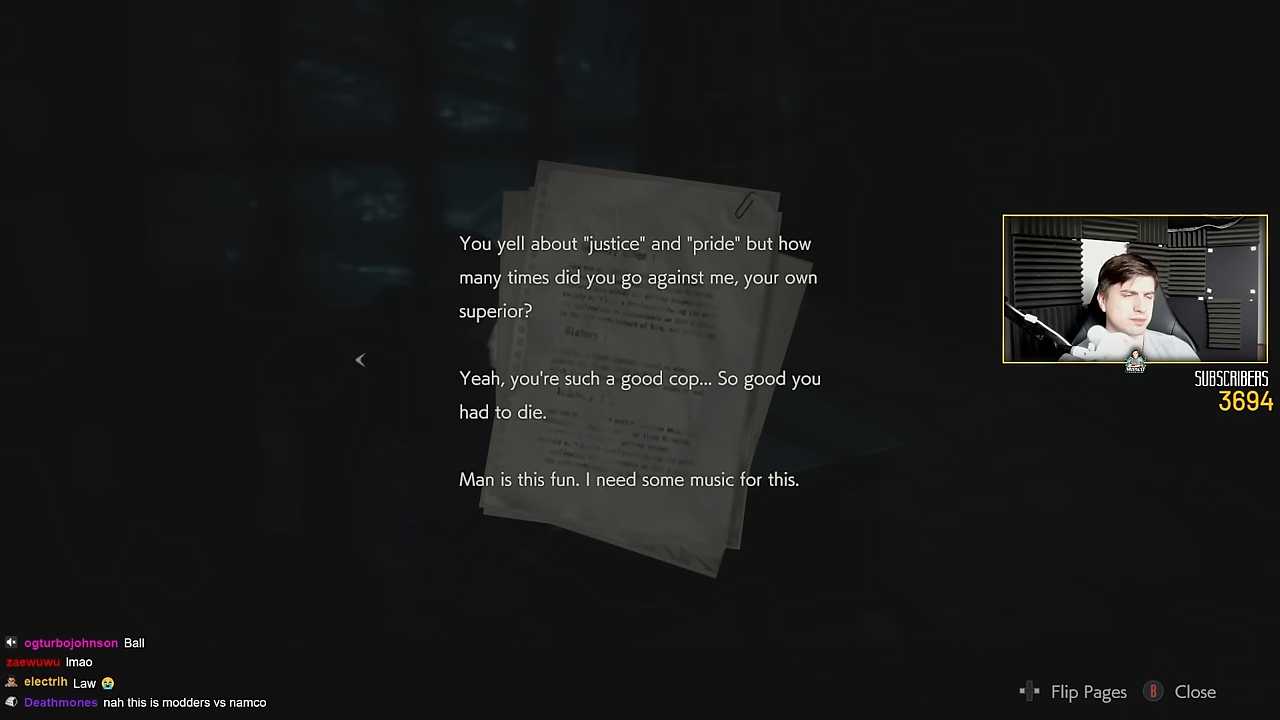 You yell about "justice" and "pride" but how
many times did you go against me, your own
superior?
Yeah, you're such a good cop... So good you
had to die.
Man is this fun. I need some music for this.
SUBSCRIBERS
3694
ogturbojohnson Ball
zaewuwu lmao
electrih Law 😭
Deathmones nah this is modders vs namco
Flip Pages B Close